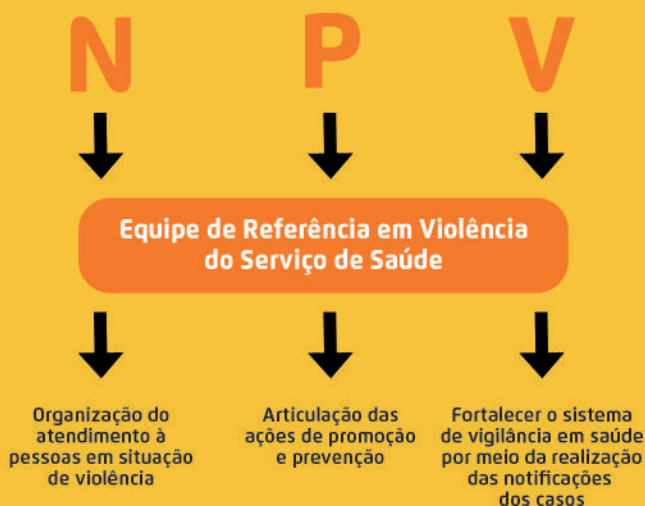 N P V
Equipe de Referência em Violência
do Serviço de Saúde
Organização do
atendimento à
pessoas em situação
de violência
Articulação das
ações de promoção
e prevenção
Fortalecer o sistema
de vigilância em saúde
por meio da realização
das notificações
dos casos